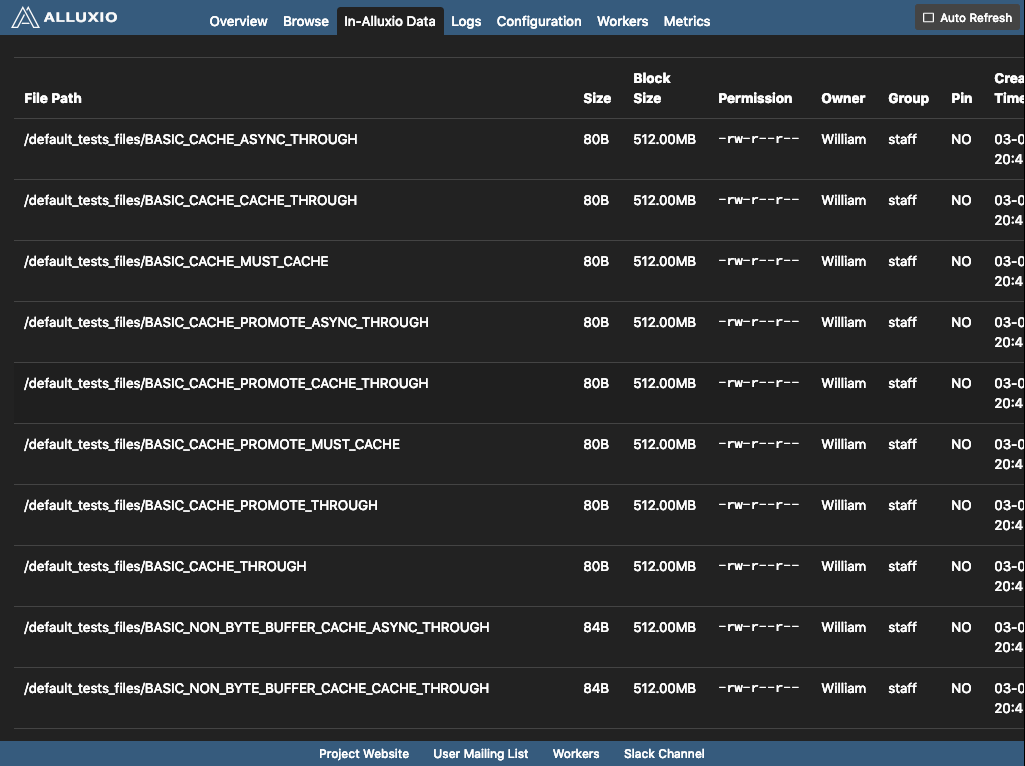 ALLUXIO Overview Browse In-Alluxio Data Logs Configuration Workers Metrics Auto Refresh
File Path Size Block Size Permission Owner Group Pin Crea Time
/default_tests_files/BASIC_CACHE_ASYNC_THROUGH 80B 512.00MB -rw-r--r-- William staff NO 03-0
20:4
/default_tests_files/BASIC_CACHE_CACHE_THROUGH 80B 512.00MB -rw-r--r-- William staff NO 03-0
20:4
/default_tests_files/BASIC_CACHE_MUST_CACHE 80B 512.00MB -rw-r--r-- William staff NO 03-0
20:4
/default_tests_files/BASIC_CACHE_PROMOTE_ASYNC_THROUGH 80B 512.00MB -rw-r--r-- William staff NO 03-0
20:4
/default_tests_files/BASIC_CACHE_PROMOTE_CACHE_THROUGH 80B 512.00MB -rw-r--r-- William staff NO 03-0
20:4
/default_tests_files/BASIC_CACHE_PROMOTE_MUST_CACHE 80B 512.00MB -rw-r--r-- William staff NO 03-0
20:4
/default_tests_files/BASIC_CACHE_PROMOTE_THROUGH 80B 512.00MB -rw-r--r-- William staff NO 03-0
20:4
/default_tests_files/BASIC_CACHE_THROUGH 80B 512.00MB -rw-r--r-- William staff NO 03-0
20:4
/default_tests_files/BASIC_NON_BYTE_BUFFER_CACHE_ASYNC_THROUGH 84B 512.00MB -rw-r--r-- William staff NO 03-0
20:4
/default_tests_files/BASIC_NON_BYTE_BUFFER_CACHE_CACHE_THROUGH 84B 512.00MB -rw-r--r-- William staff NO 03-0
20:4
Project Website User Mailing List Workers Slack Channel